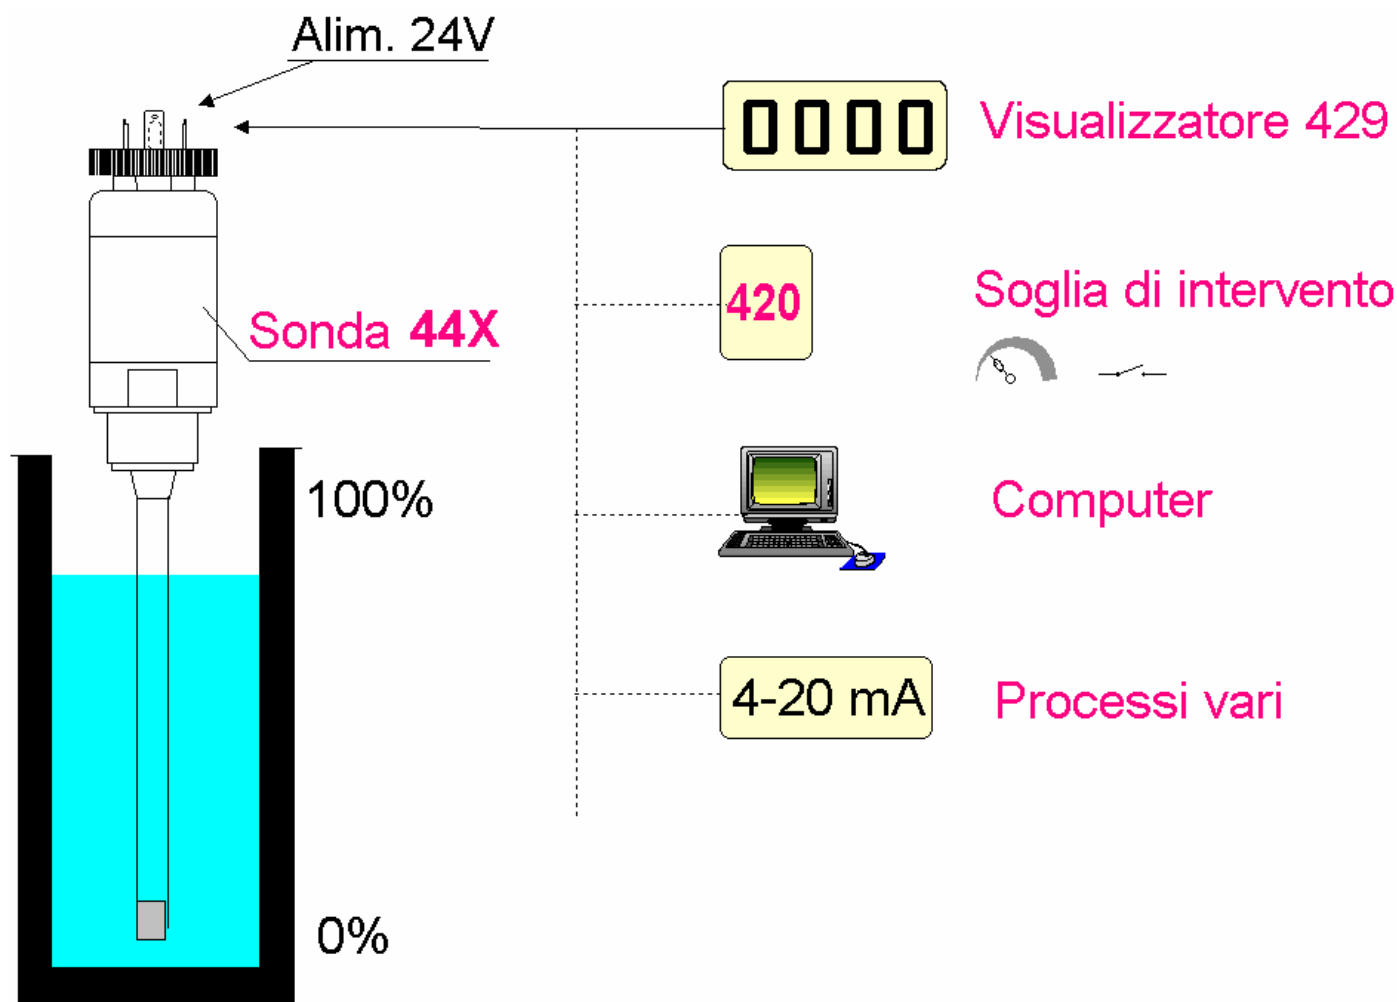 Alim. 24V
0000
Visualizzatore 429
420
Soglia di intervento
Sonda 44X
100%
Computer
4-20 mA
Processi vari
0%